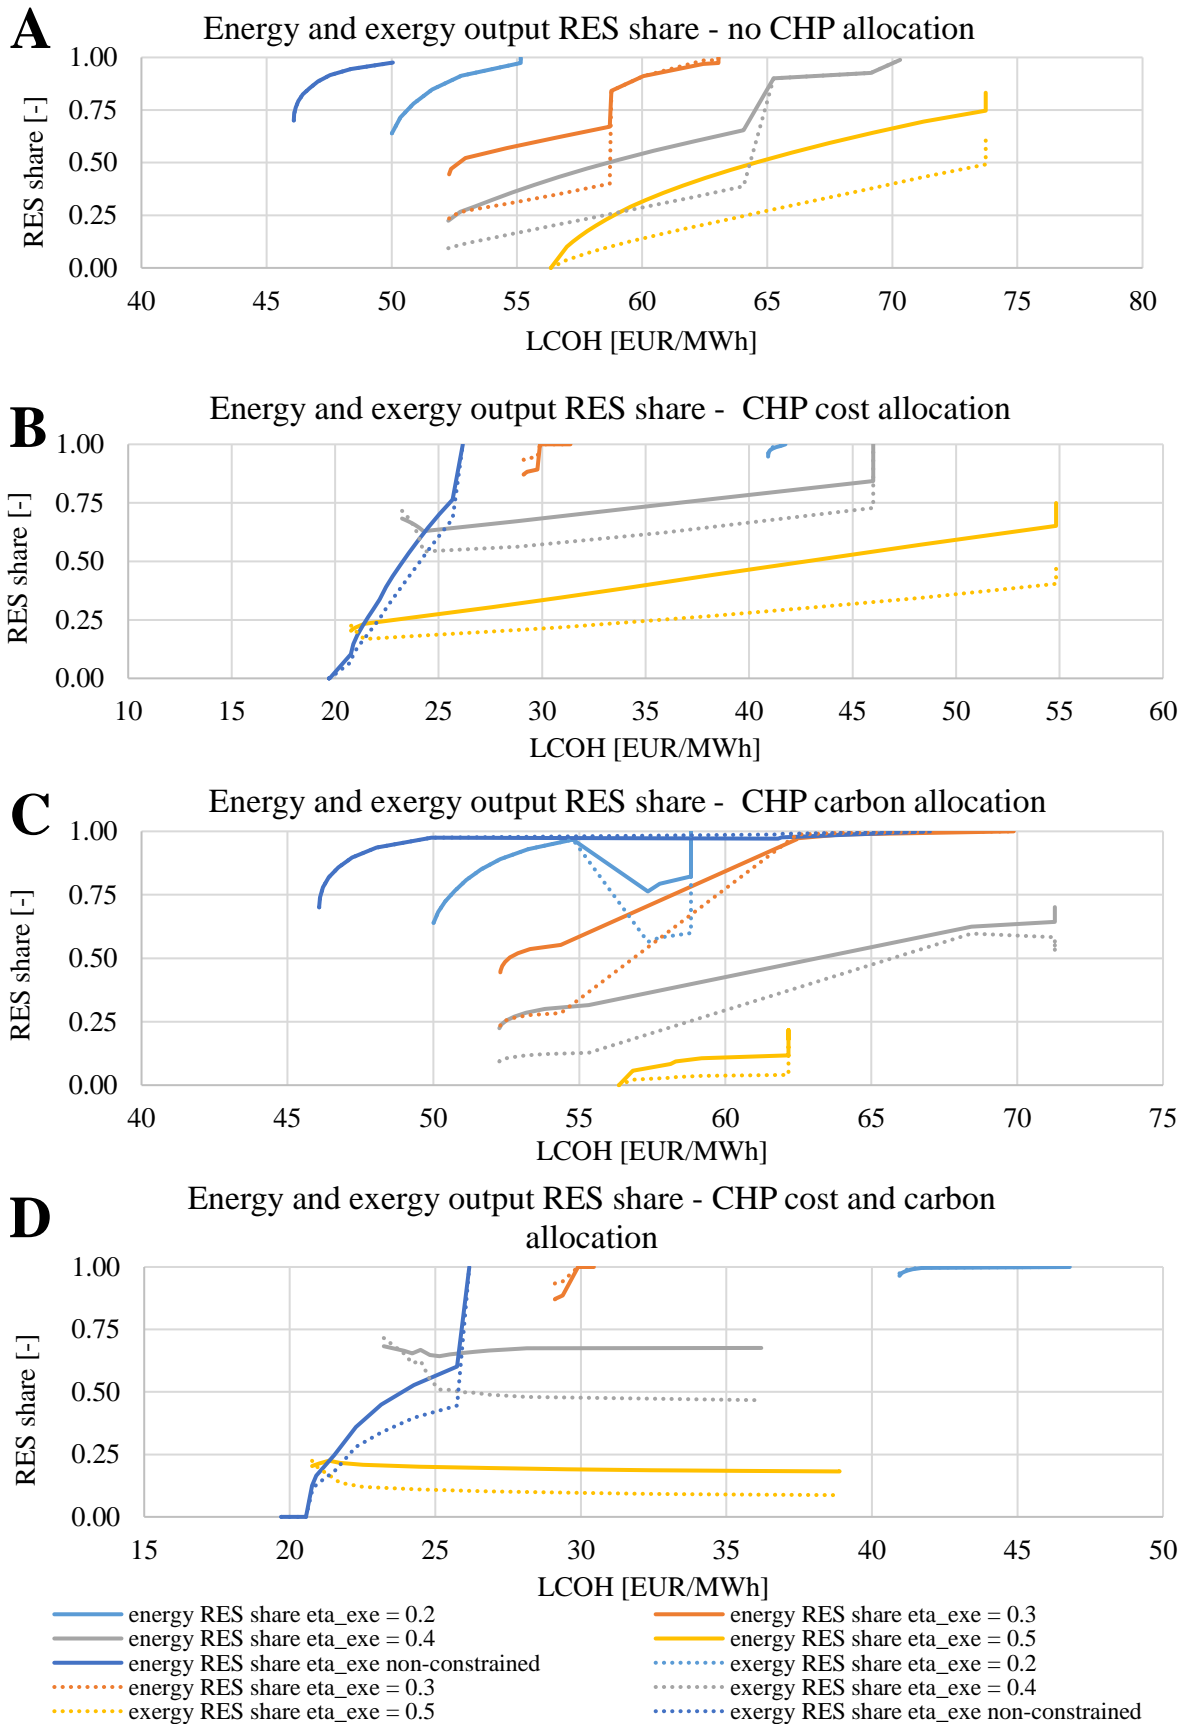 A
Energy and exergy output RES share - no CHP allocation
RES share [-]
1.00
0.75
0.50
0.25
0.00
40 45 50 55 60 65 70 75 80
LCOH [EUR/MWh]
B
Energy and exergy output RES share - CHP cost allocation
RES share [-]
1.00
0.75
0.50
0.25
0.00
10 15 20 25 30 35 40 45 50 55 60
LCOH [EUR/MWh]
C
Energy and exergy output RES share - CHP carbon allocation
RES share [-]
1.00
0.75
0.50
0.25
0.00
40 45 50 55 60 65 70 75
LCOH [EUR/MWh]
D
Energy and exergy output RES share - CHP cost and carbon
allocation
RES share [-]
1.00
0.75
0.50
0.25
0.00
15 20 25 30 35 40 45 50
LCOH [EUR/MWh]
energy RES share eta_exe = 0.2
energy RES share eta_exe = 0.3
energy RES share eta_exe = 0.4
energy RES share eta_exe = 0.5
energy RES share eta_exe non-constrained
exergy RES share eta_exe = 0.2
energy RES share eta_exe = 0.3
exergy RES share eta_exe = 0.4
exergy RES share eta_exe = 0.5
exergy RES share eta_exe non-constrained